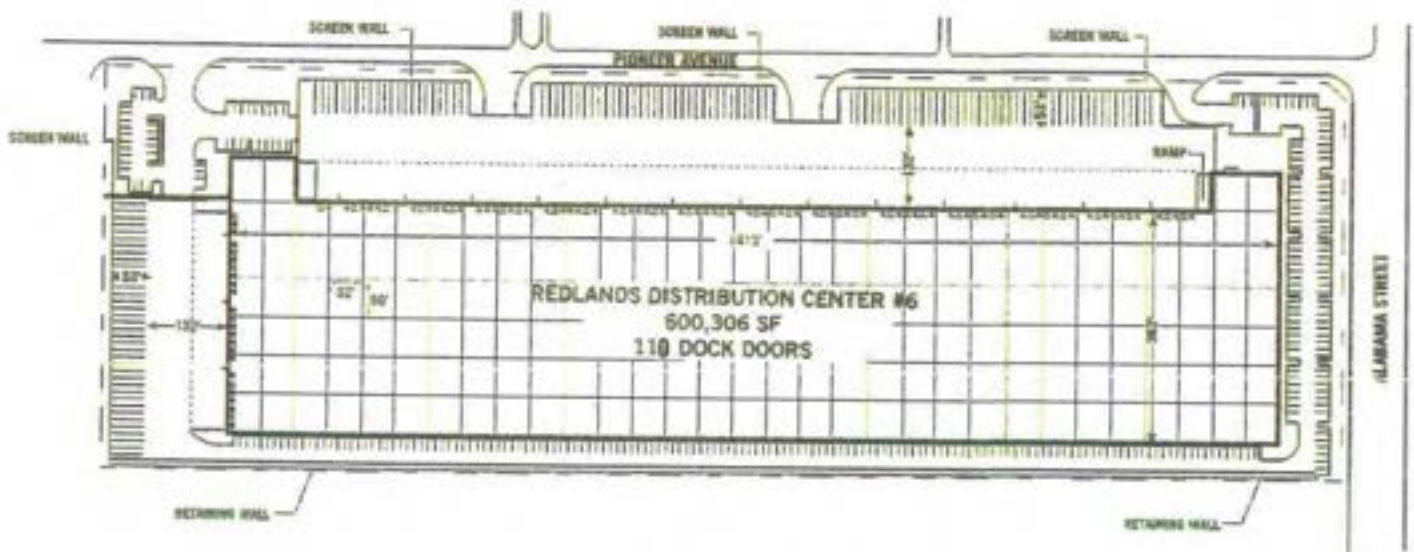 SCREEN WALL
SCREEN WALL
SCREEN WALL
PIONEER AVENUE
SCREEN WALL
RAMP
REDLANDS DISTRIBUTION CENTER #6
600,306 SF
110 DOCK DOORS
ALABAMA STREET
RETAINING WALL
RETAINING WALL